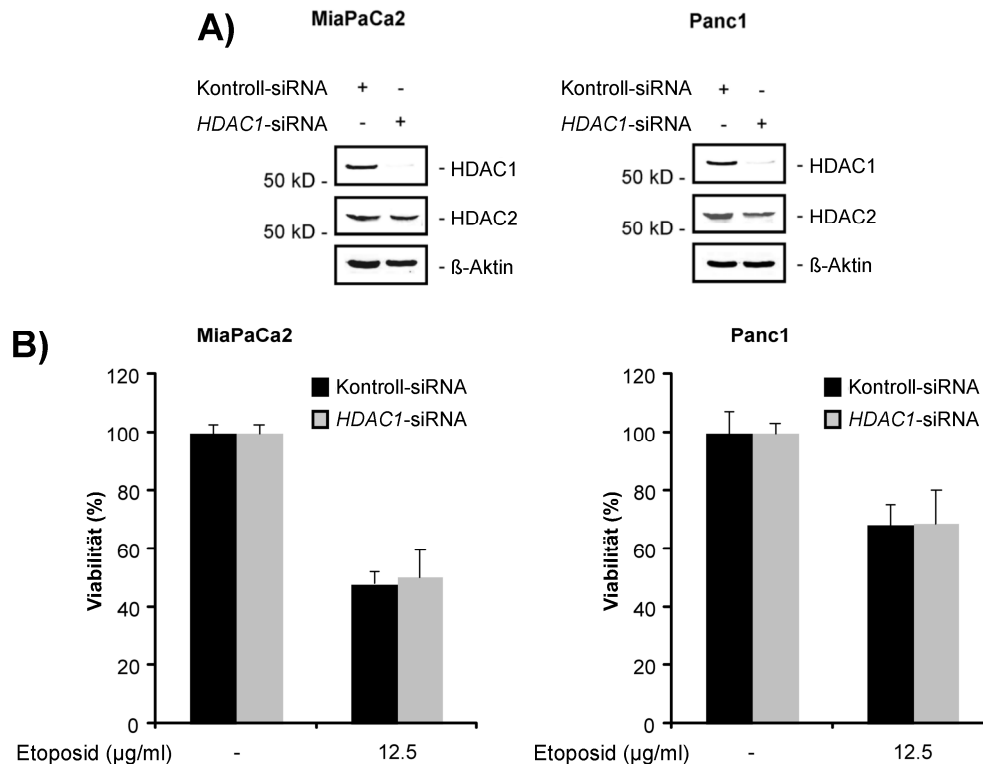 A)
MiaPaCa2
Kontroll-siRNA + -
HDAC1-siRNA - +
50 kD - - HDAC1
50 kD - - HDAC2
- ß-Aktin
Panc1
Kontroll-siRNA + -
HDAC1-siRNA - +
50 kD - - HDAC1
50 kD - - HDAC2
- ß-Aktin
B)
MiaPaCa2
Kontroll-siRNA
HDAC1-siRNA
Viabilität (%)
120
100
80
60
40
20
0
Etoposid (µg/ml) - 12.5
Panc1
Kontroll-siRNA
HDAC1-siRNA
Viabilität (%)
120
100
80
60
40
20
0
Etoposid (µg/ml) - 12.5